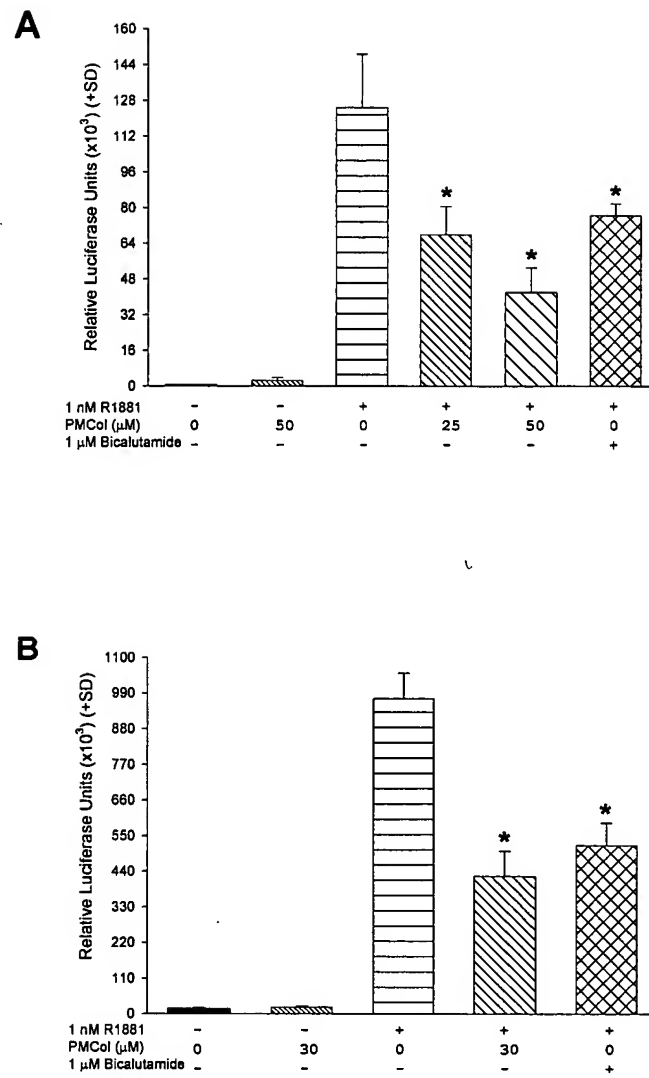 A
Relative Luciferase Units (x10³) (+SD)
160
144
128
112
96
80
64
48
32
16
0
*
*
*
1 nM R1881 - - + + + +
PMCol (µM) 0 50 0 25 50 0
1 µM Bicalutamide - - - - - +
B
Relative Luciferase Units (x10³) (+SD)
1100
990
880
770
660
550
440
330
220
110
0
*
*
1 nM R1881 - - + + +
PMCol (µM) 0 30 0 30 0
1 µM Bicalutamide - - - - +